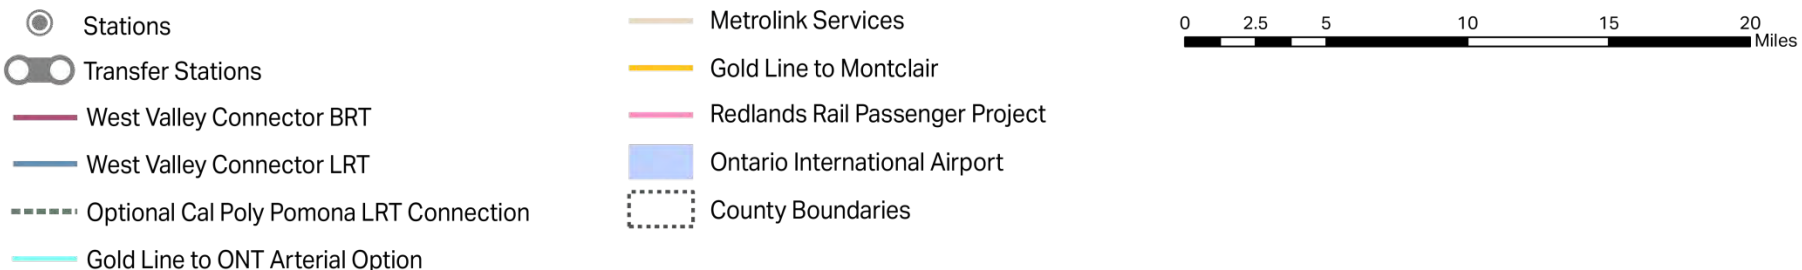 Stations
Transfer Stations
West Valley Connector BRT
West Valley Connector LRT
Optional Cal Poly Pomona LRT Connection
Gold Line to ONT Arterial Option
Metrolink Services
Gold Line to Montclair
Redlands Rail Passenger Project
Ontario International Airport
County Boundaries
0 2.5 5 10 15 20
Miles